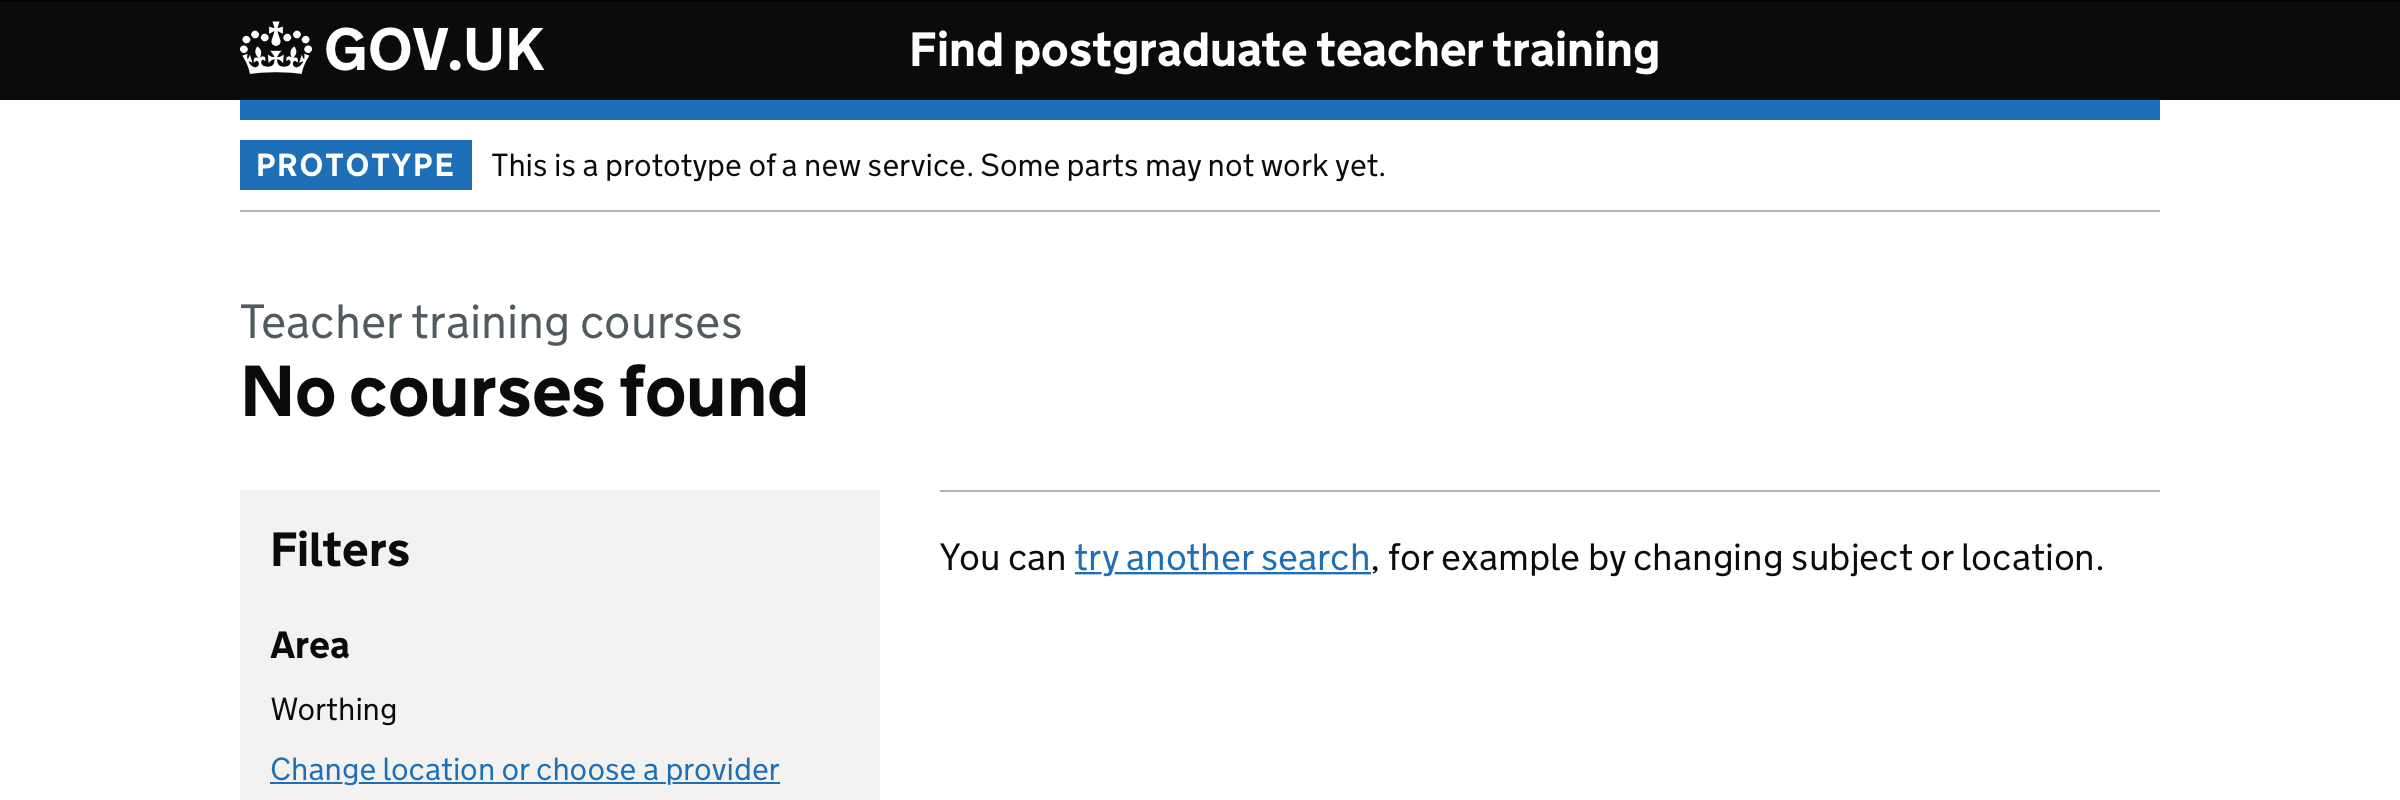 GOV.UK Find postgraduate teacher training
PROTOTYPE This is a prototype of a new service. Some parts may not work yet.
Teacher training courses
No courses found
Filters
Area
Worthing
Change location or choose a provider
You can try another search, for example by changing subject or location.